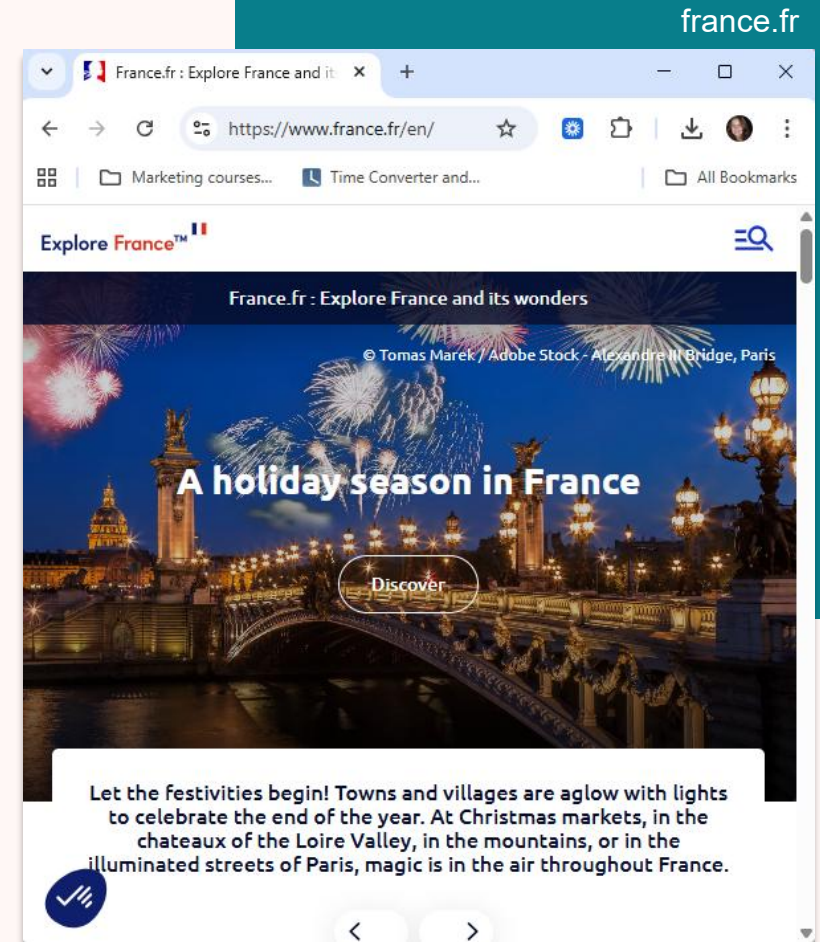 france.fr
France.fr : Explore France and it
https://www.france.fr/en/
Marketing courses...
Time Converter and...
All Bookmarks
Explore France™
France.fr : Explore France and its wonders
© Tomas Marek / Adobe Stock - Alexandre III Bridge, Paris
A holiday season in France
Discover
Let the festivities begin! Towns and villages are aglow with lights
to celebrate the end of the year. At Christmas markets, in the
chateaux of the Loire Valley, in the mountains, or in the
illuminated streets of Paris, magic is in the air throughout France.